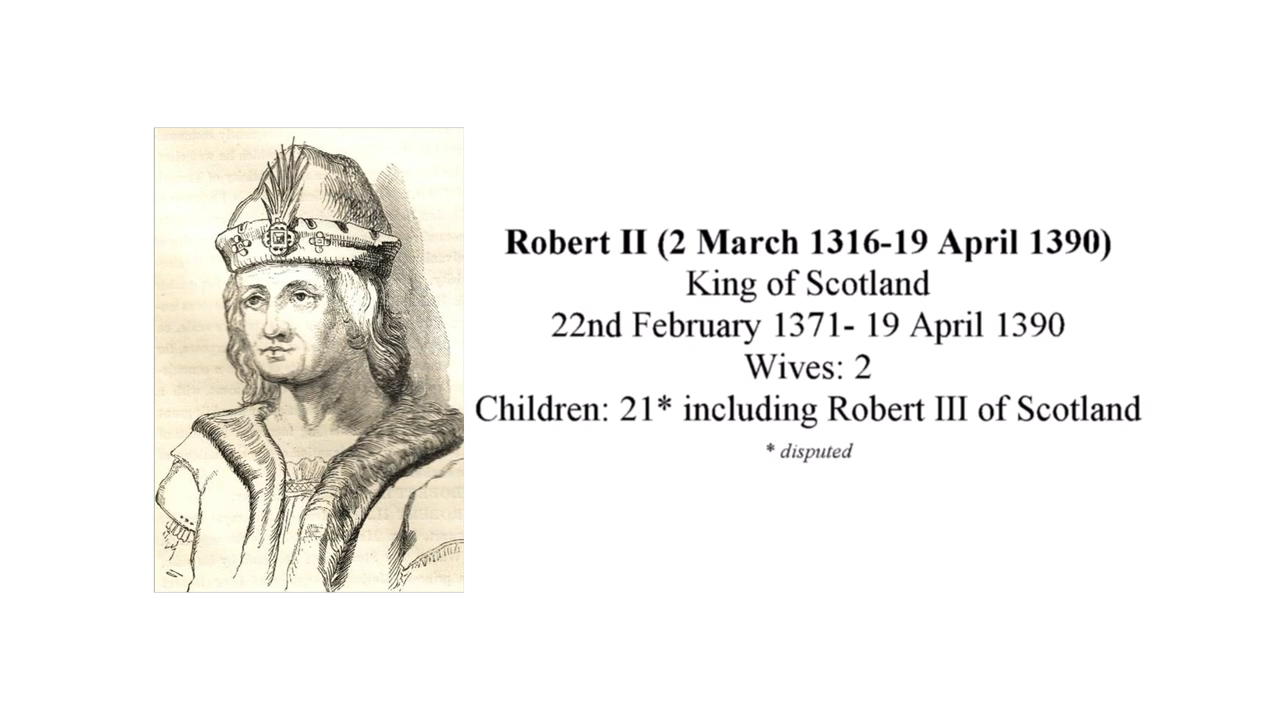 Robert II (2 March 1316-19 April 1390)
King of Scotland
22nd February 1371- 19 April 1390
Wives: 2
Children: 21* including Robert III of Scotland
* disputed